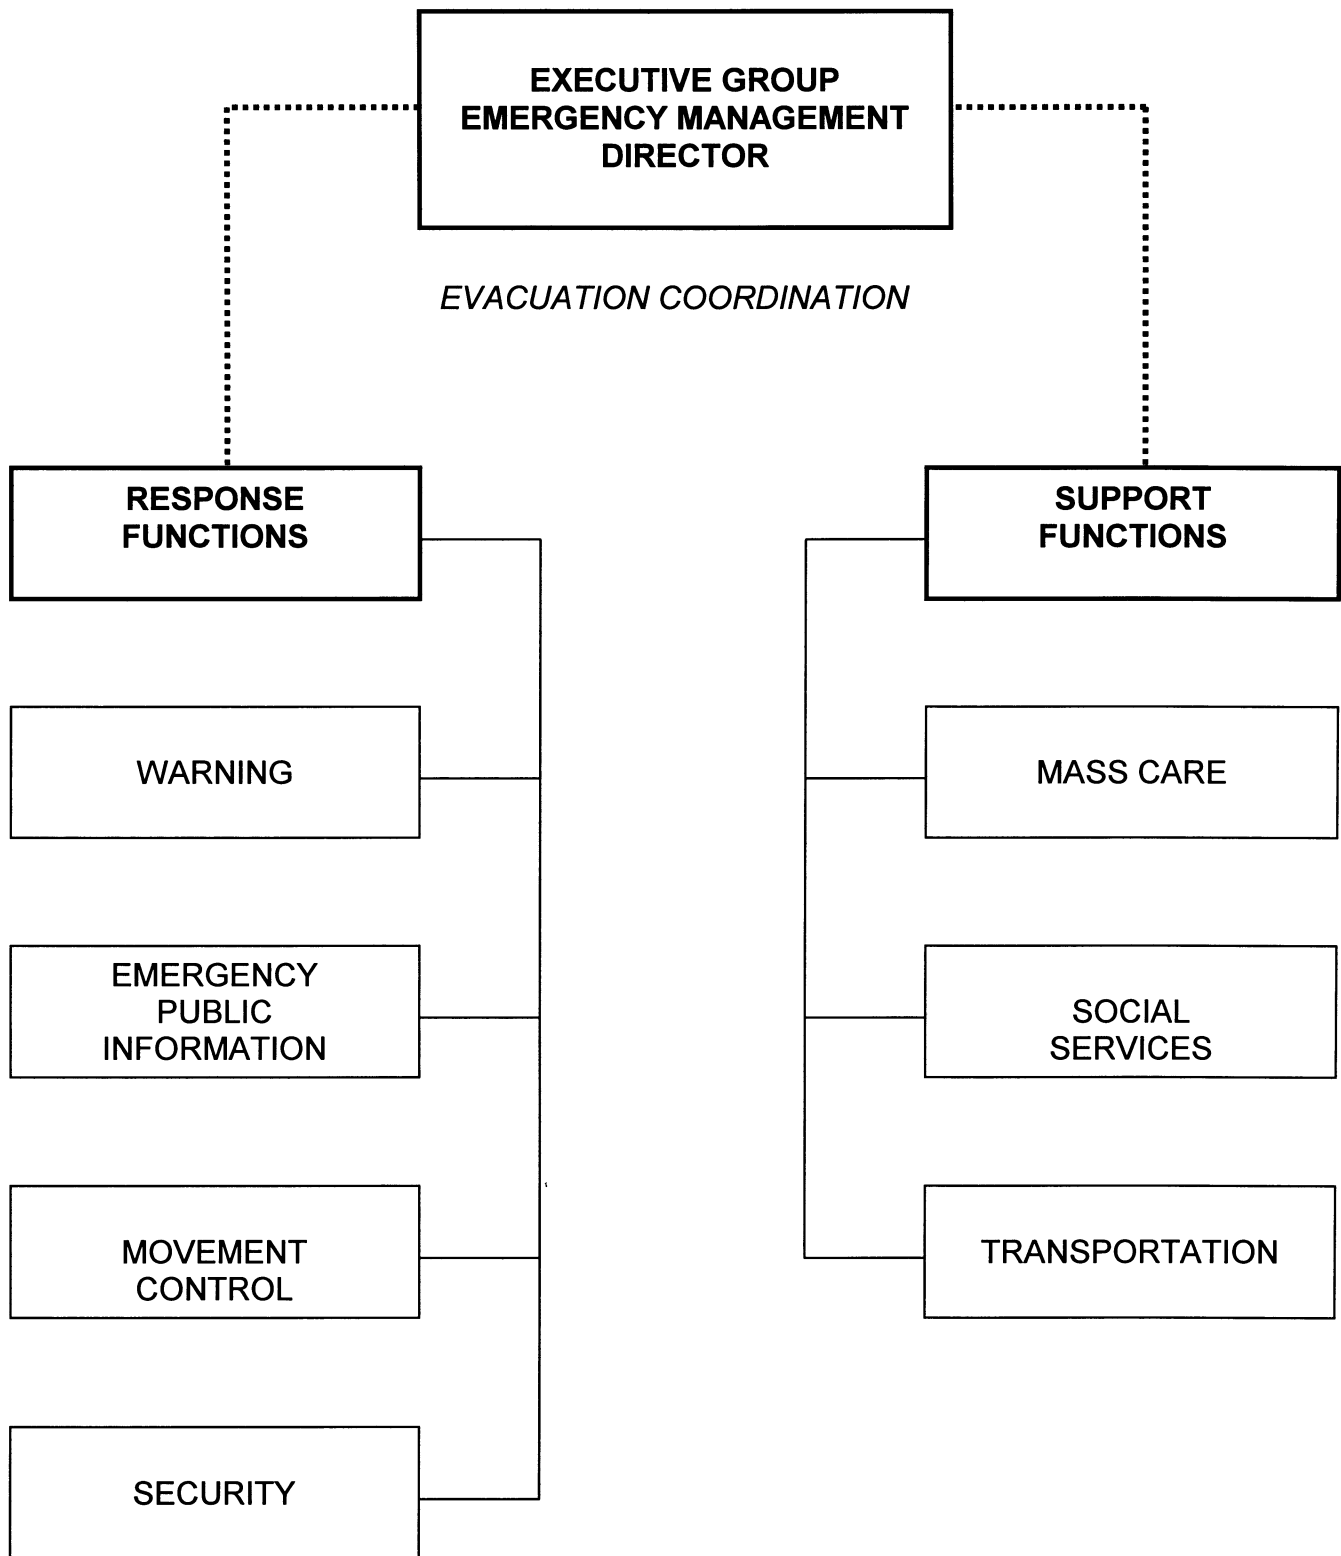 EXECUTIVE GROUP
EMERGENCY MANAGEMENT
DIRECTOR
EVACUATION COORDINATION
RESPONSE
FUNCTIONS
SUPPORT
FUNCTIONS
WARNING
MASS CARE
EMERGENCY
PUBLIC
INFORMATION
SOCIAL
SERVICES
MOVEMENT
CONTROL
TRANSPORTATION
SECURITY